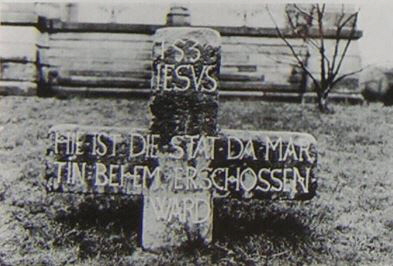 153
IESVS
HIE·IST·DIE·STAT·DA·MAR
TIN·BEHEM·ERSCHOSSEN
WARD